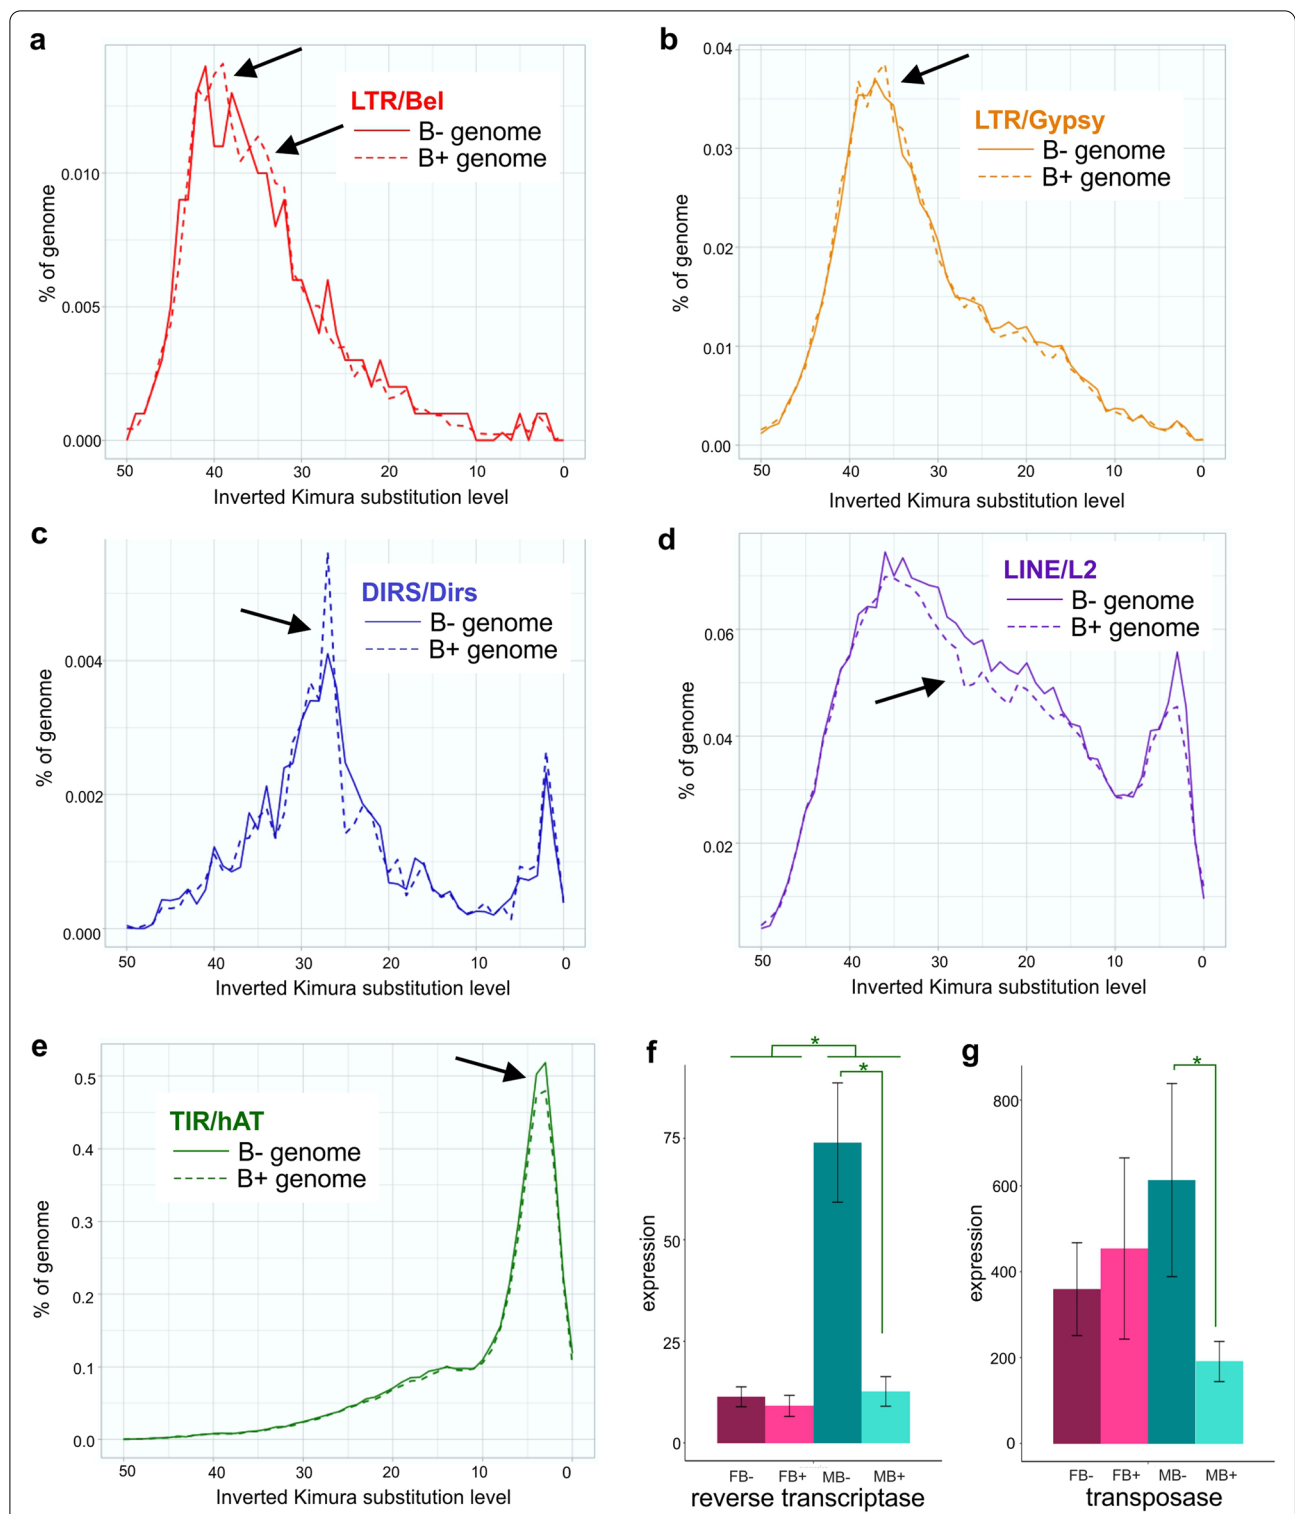 a
LTR/Bel
B- genome
B+ genome
0.010
0.005
0.000
% of genome
50 40 30 20 10 0
Inverted Kimura substitution level
b
0.04
LTR/Gypsy
B- genome
B+ genome
0.03
0.02
0.01
0.00
% of genome
50 40 30 20 10 0
Inverted Kimura substitution level
c
DIRS/Dirs
B- genome
B+ genome
0.004
0.002
0.000
% of genome
50 40 30 20 10 0
Inverted Kimura substitution level
d
LINE/L2
B- genome
B+ genome
0.06
0.04
0.02
% of genome
50 40 30 20 10 0
Inverted Kimura substitution level
e
0.5
TIR/hAT
B- genome
B+ genome
0.4
0.3
0.2
0.1
0.0
% of genome
50 40 30 20 10 0
Inverted Kimura substitution level
f
*
*
75
50
25
0
expression
FB- FB+ MB- MB+
reverse transcriptase
g
*
800
600
400
200
0
expression
FB- FB+ MB- MB+
transposase